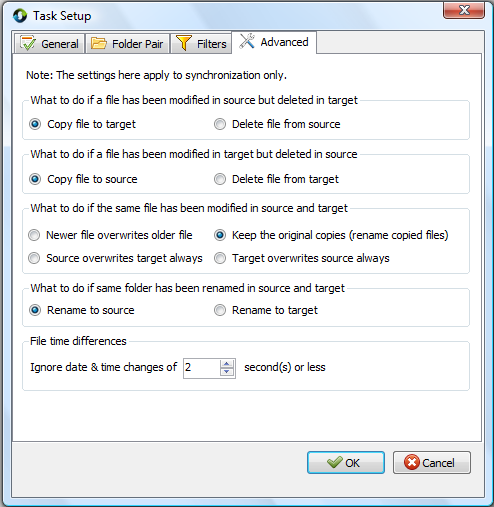 Task Setup
General Folder Pair Filters Advanced
Note: The settings here apply to synchronization only.
What to do if a file has been modified in source but deleted in target
Copy file to target Delete file from source
What to do if a file has been modified in target but deleted in source
Copy file to source Delete file from target
What to do if the same file has been modified in source and target
Newer file overwrites older file Keep the original copies (rename copied files)
Source overwrites target always Target overwrites source always
What to do if same folder has been renamed in source and target
Rename to source Rename to target
File time differences
Ignore date & time changes of 2 second(s) or less
OK Cancel